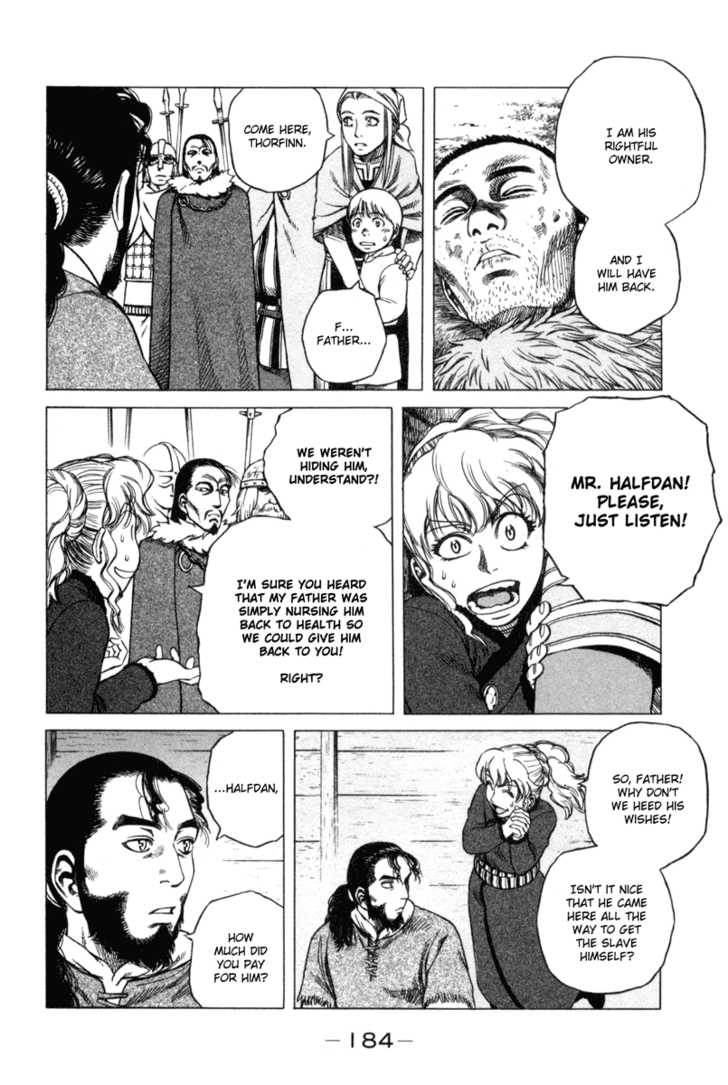 I AM HIS
RIGHTFUL
OWNER.
AND I
WILL HAVE
HIM BACK.
COME HERE,
THORFINN.
F...
FATHER...
MR. HALFDAN!
PLEASE,
JUST LISTEN!
WE WEREN'T
HIDING HIM,
UNDERSTAND?!
I'M SURE YOU HEARD
THAT MY FATHER WAS
SIMPLY NURSING HIM
BACK TO HEALTH SO
WE COULD GIVE HIM
BACK TO YOU!
RIGHT?
SO, FATHER!
WHY DON'T
WE HEED HIS
WISHES!
ISN'T IT NICE
THAT HE CAME
HERE ALL THE
WAY TO GET
THE SLAVE
HIMSELF?
...HALFDAN,
HOW
MUCH DID
YOU PAY
FOR HIM?
—184—